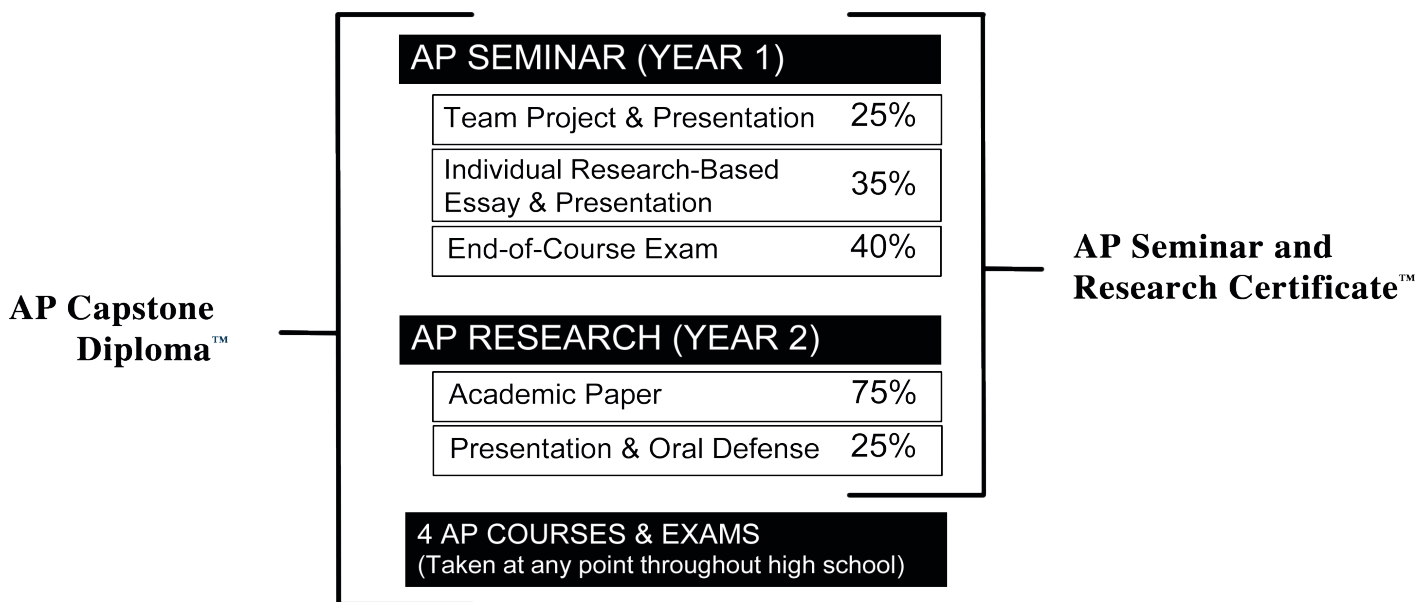 AP SEMINAR (YEAR 1)
Team Project & Presentation 25%
Individual Research-Based
Essay & Presentation
35%
End-of-Course Exam 40%
AP Seminar and
Research Certificate™
AP Capstone
Diploma™
AP RESEARCH (YEAR 2)
Academic Paper 75%
Presentation & Oral Defense 25%
4 AP COURSES & EXAMS
(Taken at any point throughout high school)